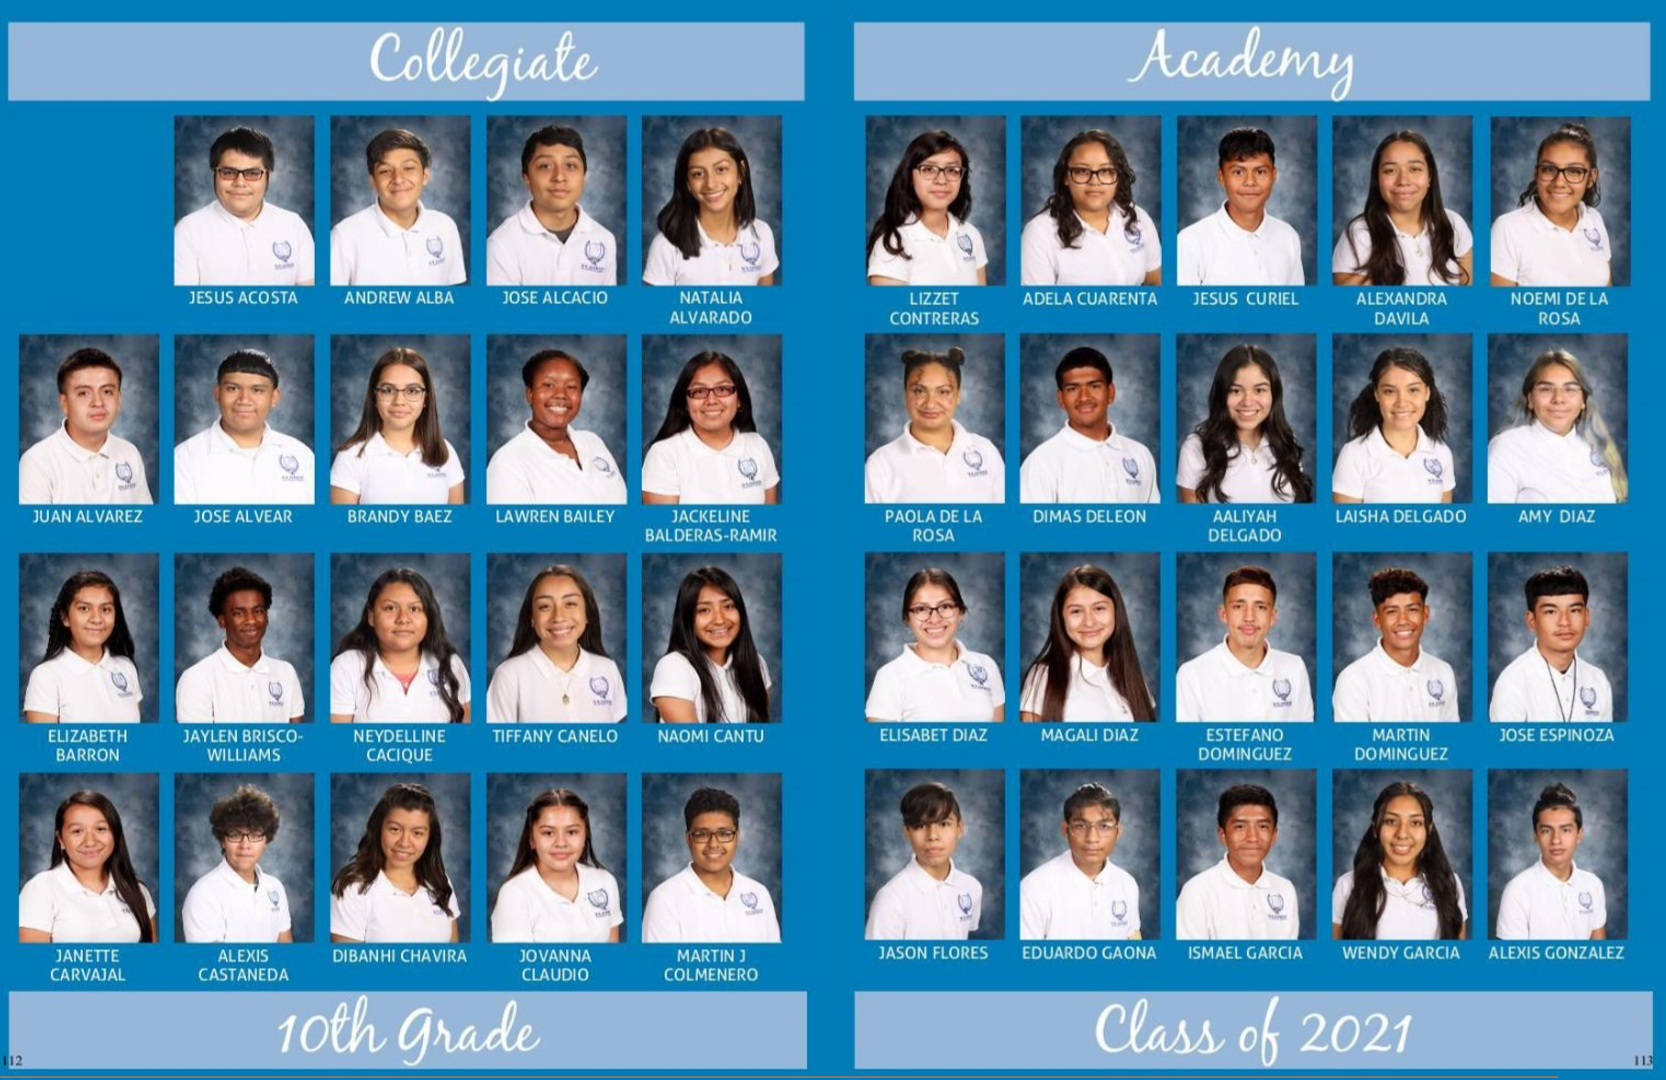 Collegiate
Academy
JESUS ACOSTA
ANDREW ALBA
JOSE ALCACIO
NATALIA
ALVARADO
JUAN ALVAREZ
JOSE ALVEAR
BRANDY BAEZ
LAWREN BAILEY
JACKELINE
BALDERAS-RAMIR
ELIZABETH
BARRON
JAYLEN BRISCO-
WILLIAMS
NEYDELLINE
CACIQUE
TIFFANY CANELO
NAOMI CANTU
JANETTE
CARVAJAL
ALEXIS
CASTANEDA
DIBANHI CHAVIRA
JOVANNA
CLAUDIO
MARTIN J
COLMENERO
10th Grade
112
LIZZET
CONTRERAS
ADELA CUARENTA
JESUS CURIEL
ALEXANDRA
DAVILA
NOEMI DE LA
ROSA
PAOLA DE LA
ROSA
DIMAS DELEON
AALIYAH
DELGADO
LAISHA DELGADO
AMY DIAZ
ELISABET DIAZ
MAGALI DIAZ
ESTEFANO
DOMINGUEZ
MARTIN
DOMINGUEZ
JOSE ESPINOZA
JASON FLORES
EDUARDO GAONA
ISMAEL GARCIA
WENDY GARCIA
ALEXIS GONZALEZ
Class of 2021
113